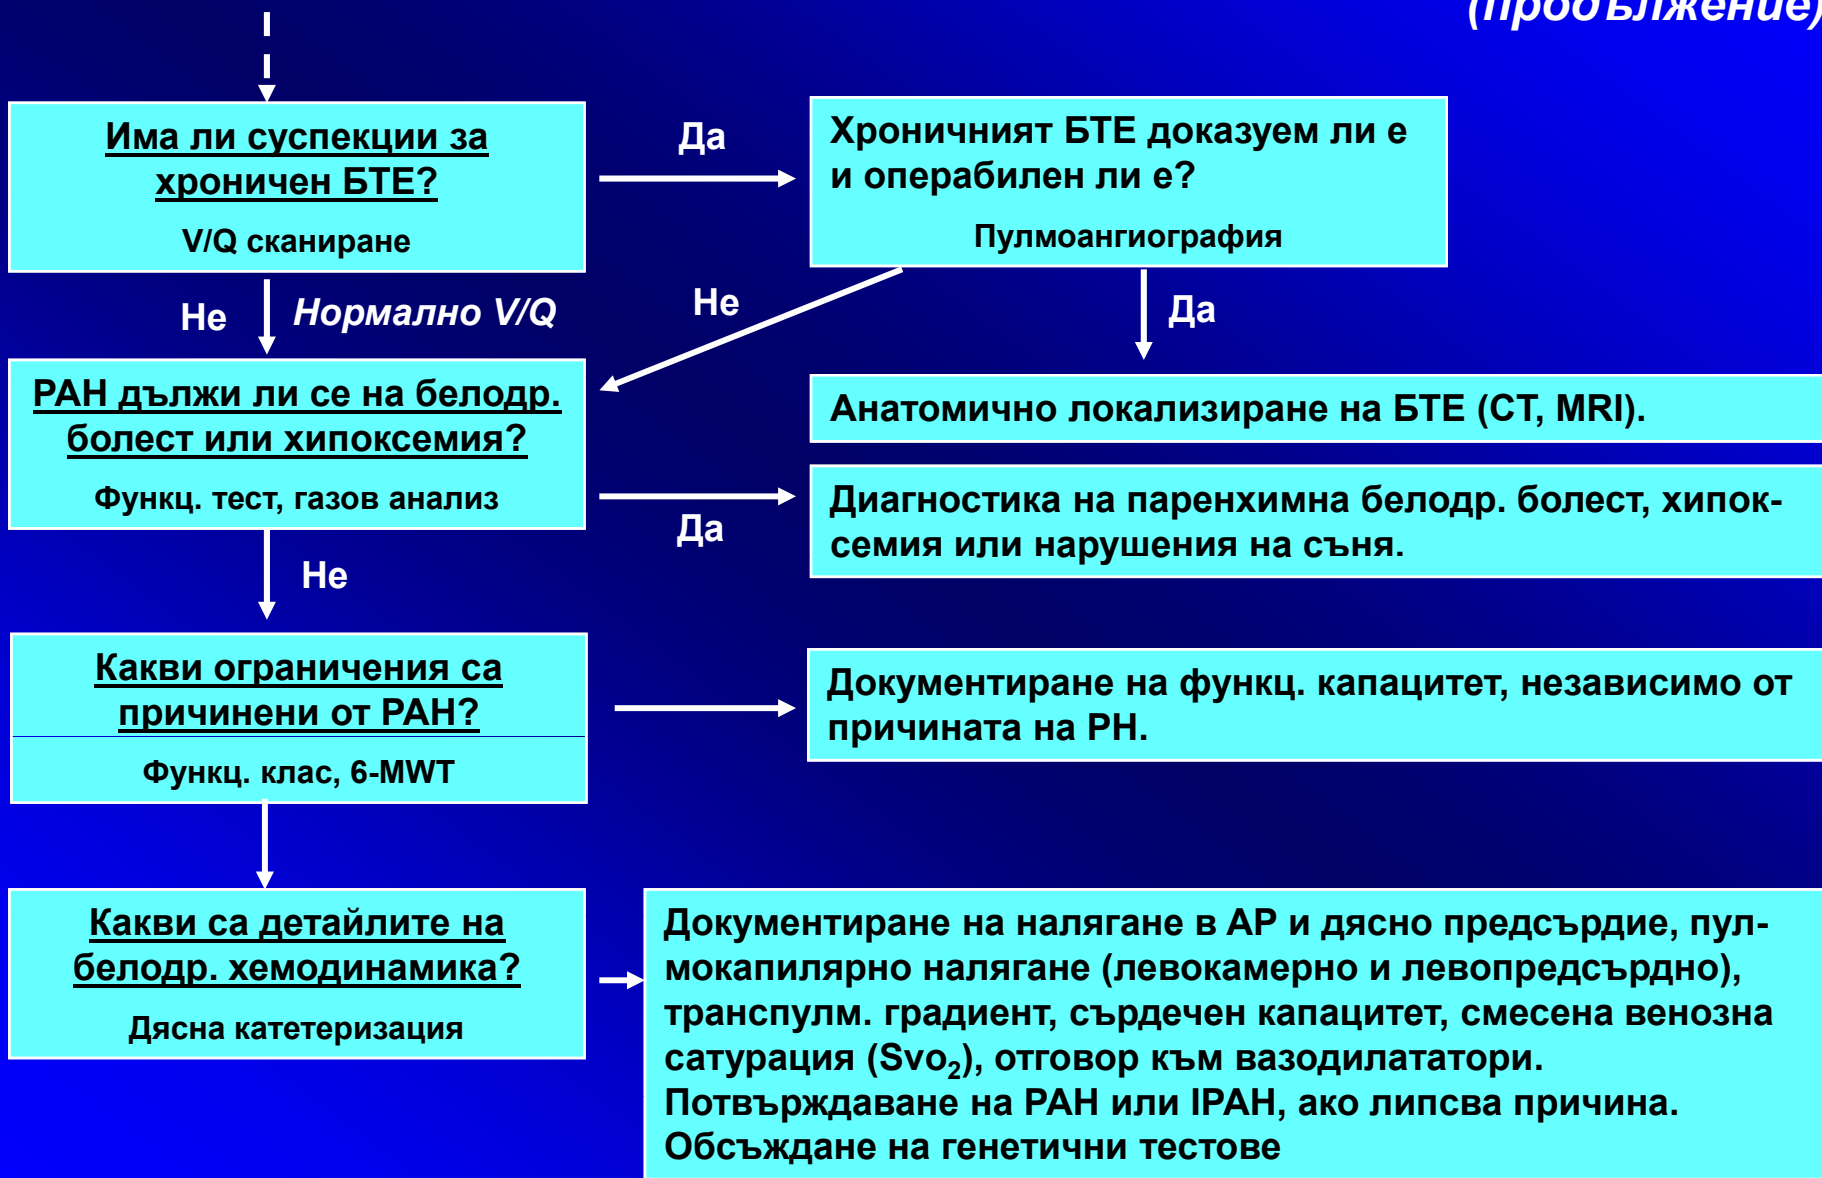 (продължение)
Има ли суспекции за
хроничен БТЕ?
V/Q сканиране
Да
Хроничният БТЕ доказуем ли е
и операбилен ли е?
Пулмоангиография
Не
Нормално V/Q
Не
Да
РАН дължи ли се на белодр.
болест или хипоксемия?
Функц. тест, газов анализ
Анатомично локализиране на БТЕ (CT, MRI).
Да
Диагностика на паренхимна белодр. болест, хипок-
семия или нарушения на съня.
Не
Какви ограничения са
причинени от РАН?
Функц. клас, 6-MWT
Документиране на функц. капацитет, независимо от
причината на РН.
Какви са детайлите на
белодр. хемодинамика?
Дясна катетеризация
Документиране на налягане в АР и дясно предсърдие, пул-
мокапилярно налягане (левокамерно и левопредсърдно),
транспулм. градиент, сърдечен капацитет, смесена венозна
сатурация (Svo₂), отговор към вазодилататори.
Потвърждаване на РАН или IPAH, ако липсва причина.
Обсъждане на генетични тестове